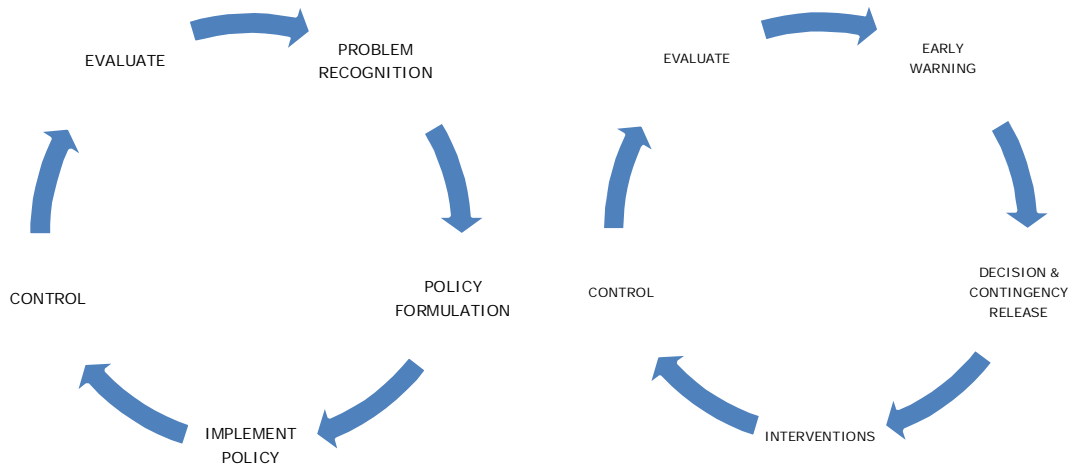 EVALUATE
PROBLEM
RECOGNITION
POLICY
FORMULATION
IMPLEMENT
POLICY
CONTROL
EVALUATE
EARLY
WARNING
DECISION &
CONTINGENCY
RELEASE
INTERVENTIONS
CONTROL